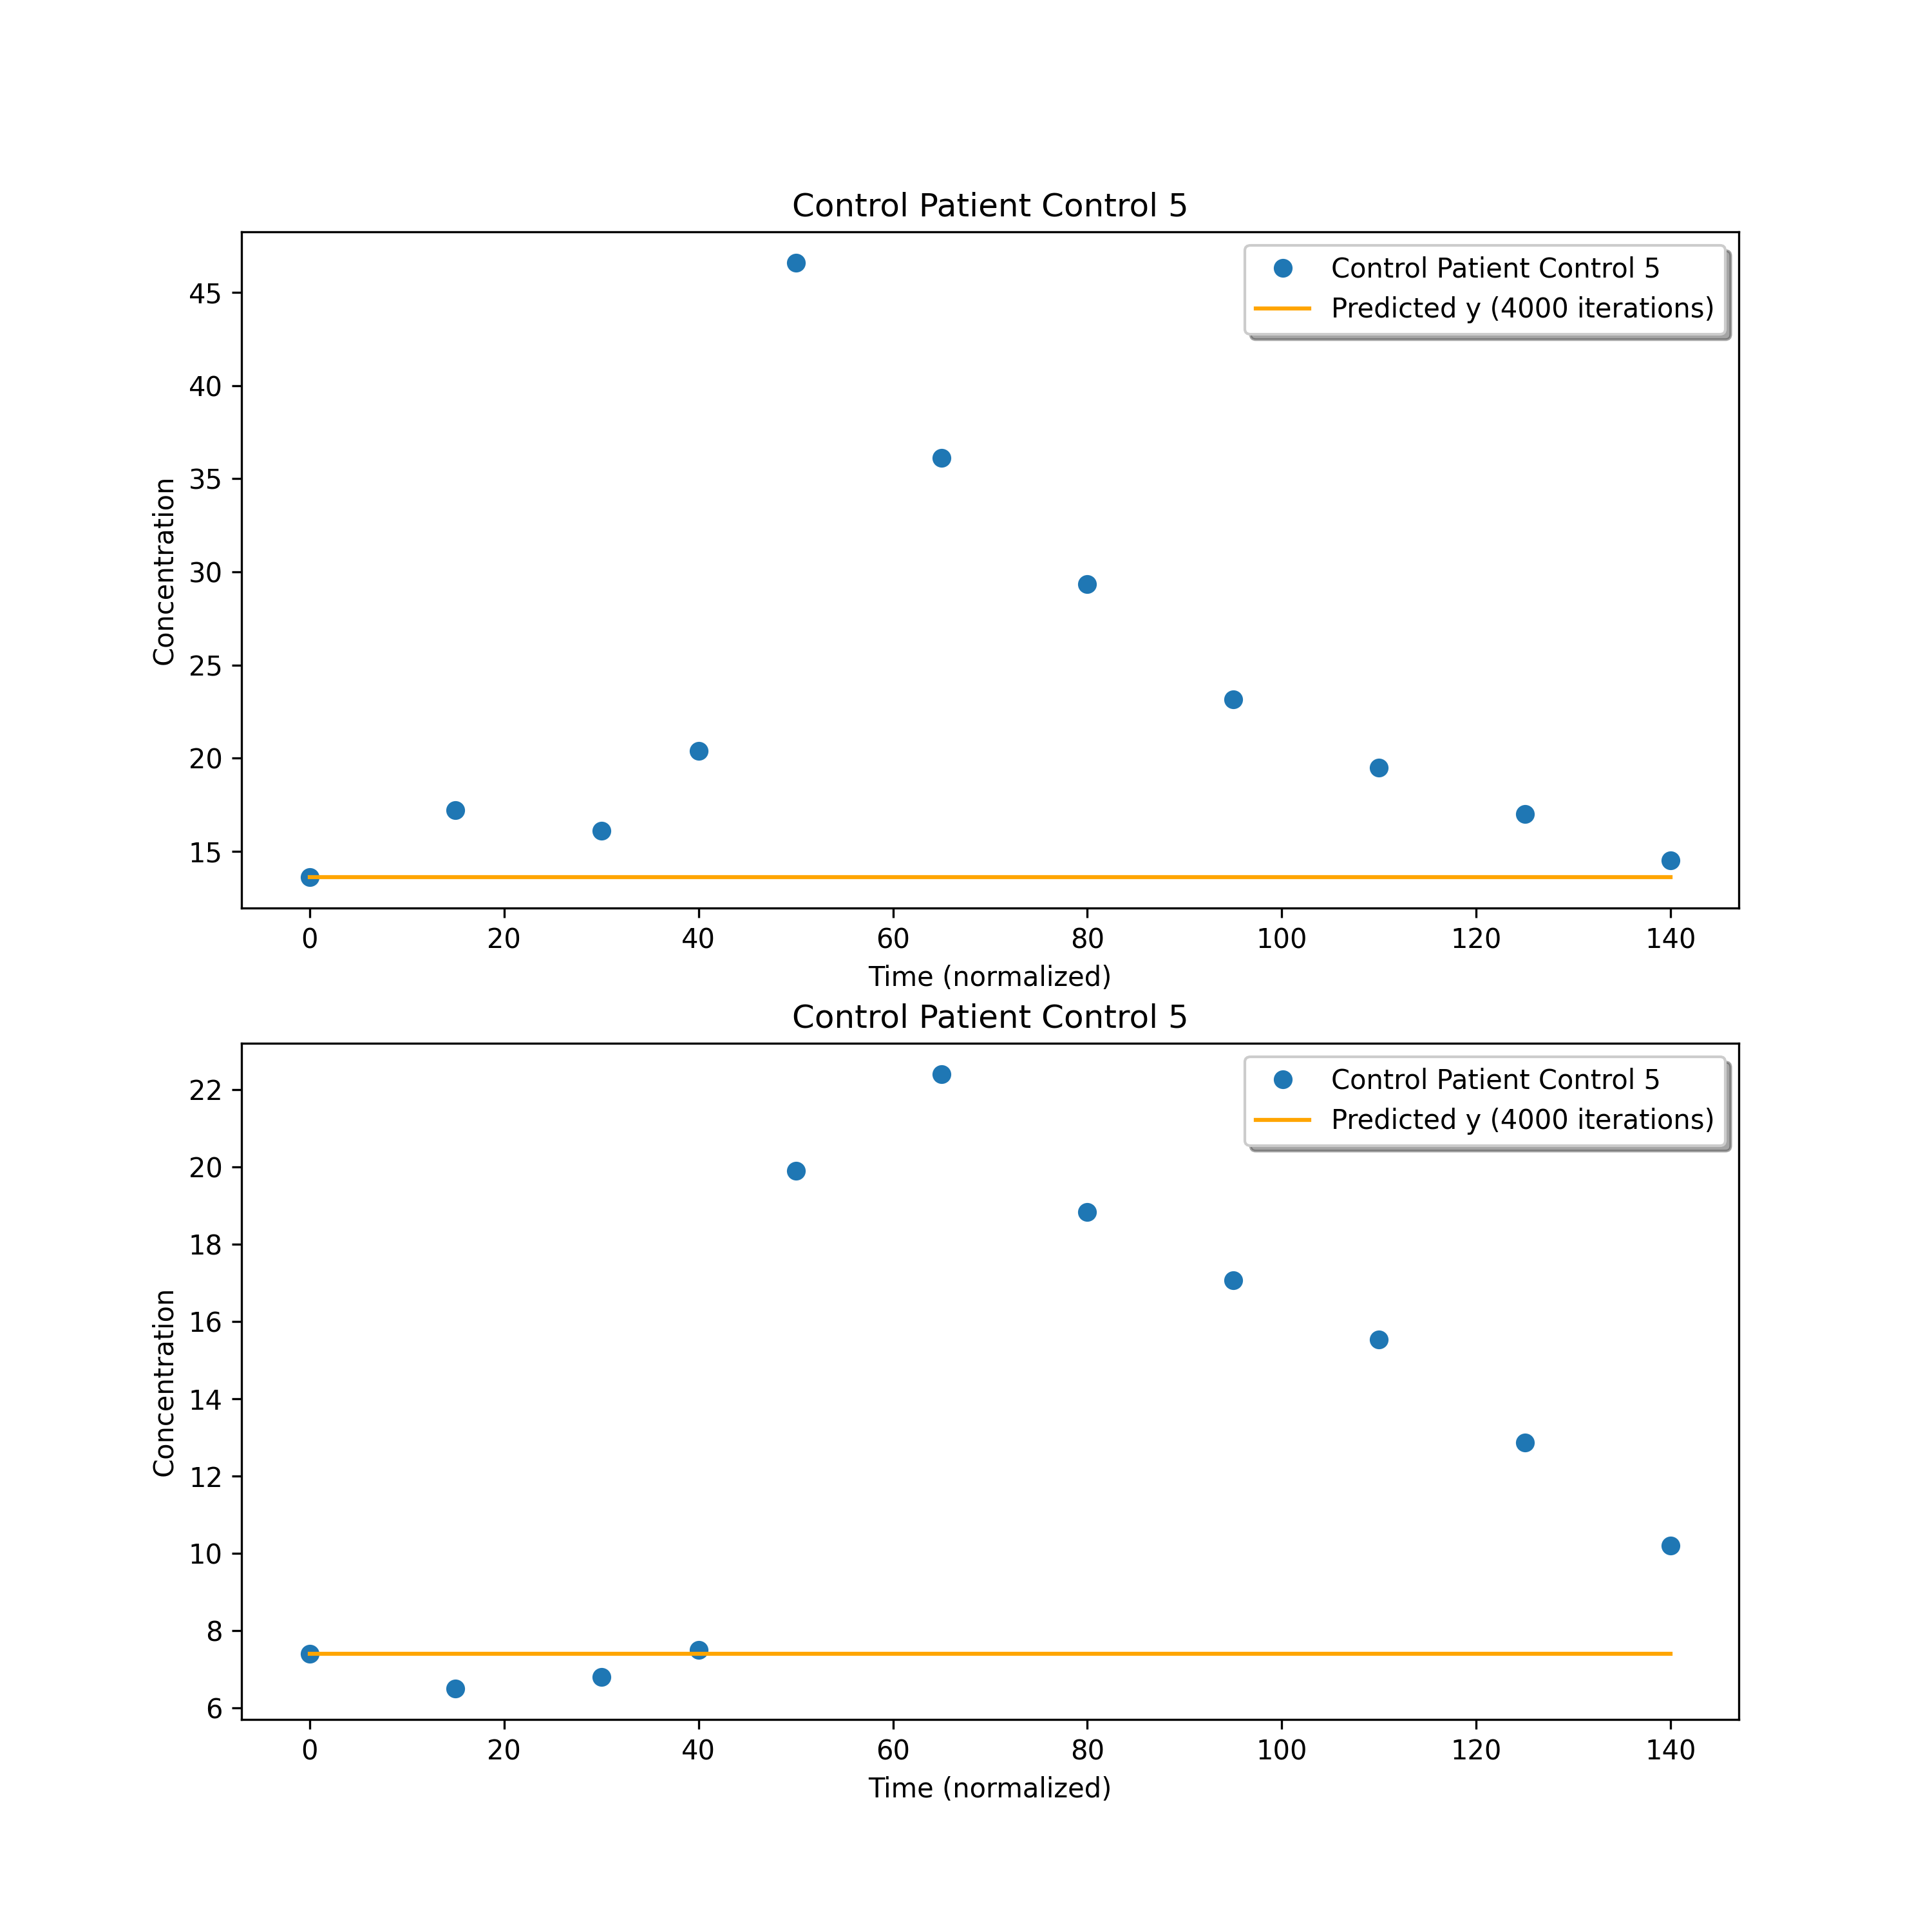 Control Patient Control 5
Control Patient Control 5
Predicted y (4000 iterations)
45
40
35
30
25
20
15
Concentration
0 20 40 60 80 100 120 140
Time (normalized)
Control Patient Control 5
Control Patient Control 5
Predicted y (4000 iterations)
22
20
18
16
14
12
10
8
6
Concentration
0 20 40 60 80 100 120 140
Time (normalized)